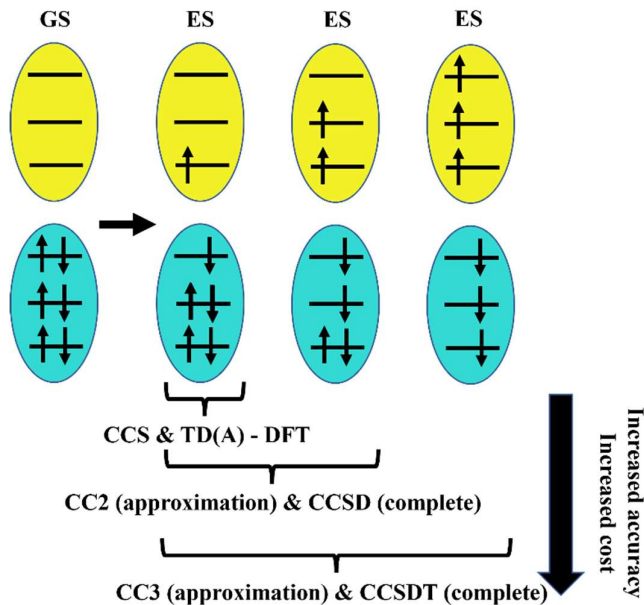 GS ES ES ES
CCS & TD(A) - DFT
CC2 (approximation) & CCSD (complete)
CC3 (approximation) & CCSDT (complete)
Increased accuracy
Increased cost